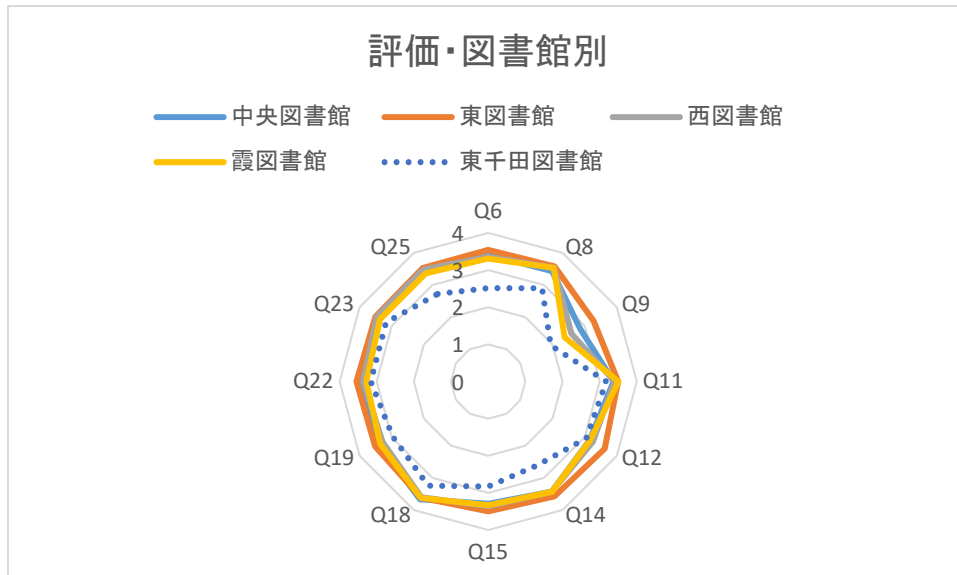 評価・図書館別
中央図書館 東図書館 西図書館
霞図書館 東千田図書館
Q6
Q25 4 Q8
3
Q23 2 Q9
1
Q22 0 Q11
Q19 Q12
Q18 Q14
Q15